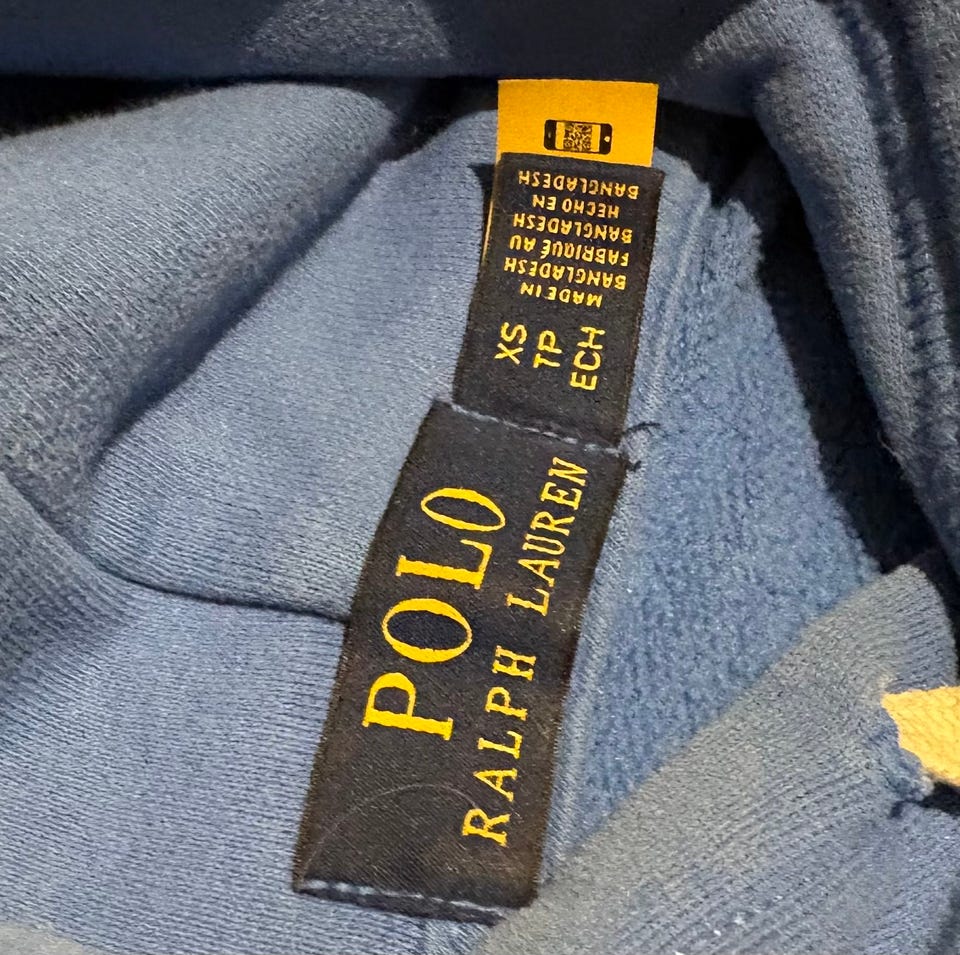 POLO
RALPH LAUREN
XS
TP
ECH
MADE IN
BANGLADESH
FABRIQUÉ AU
BANGLADESH
HECHO EN
BANGLADESH